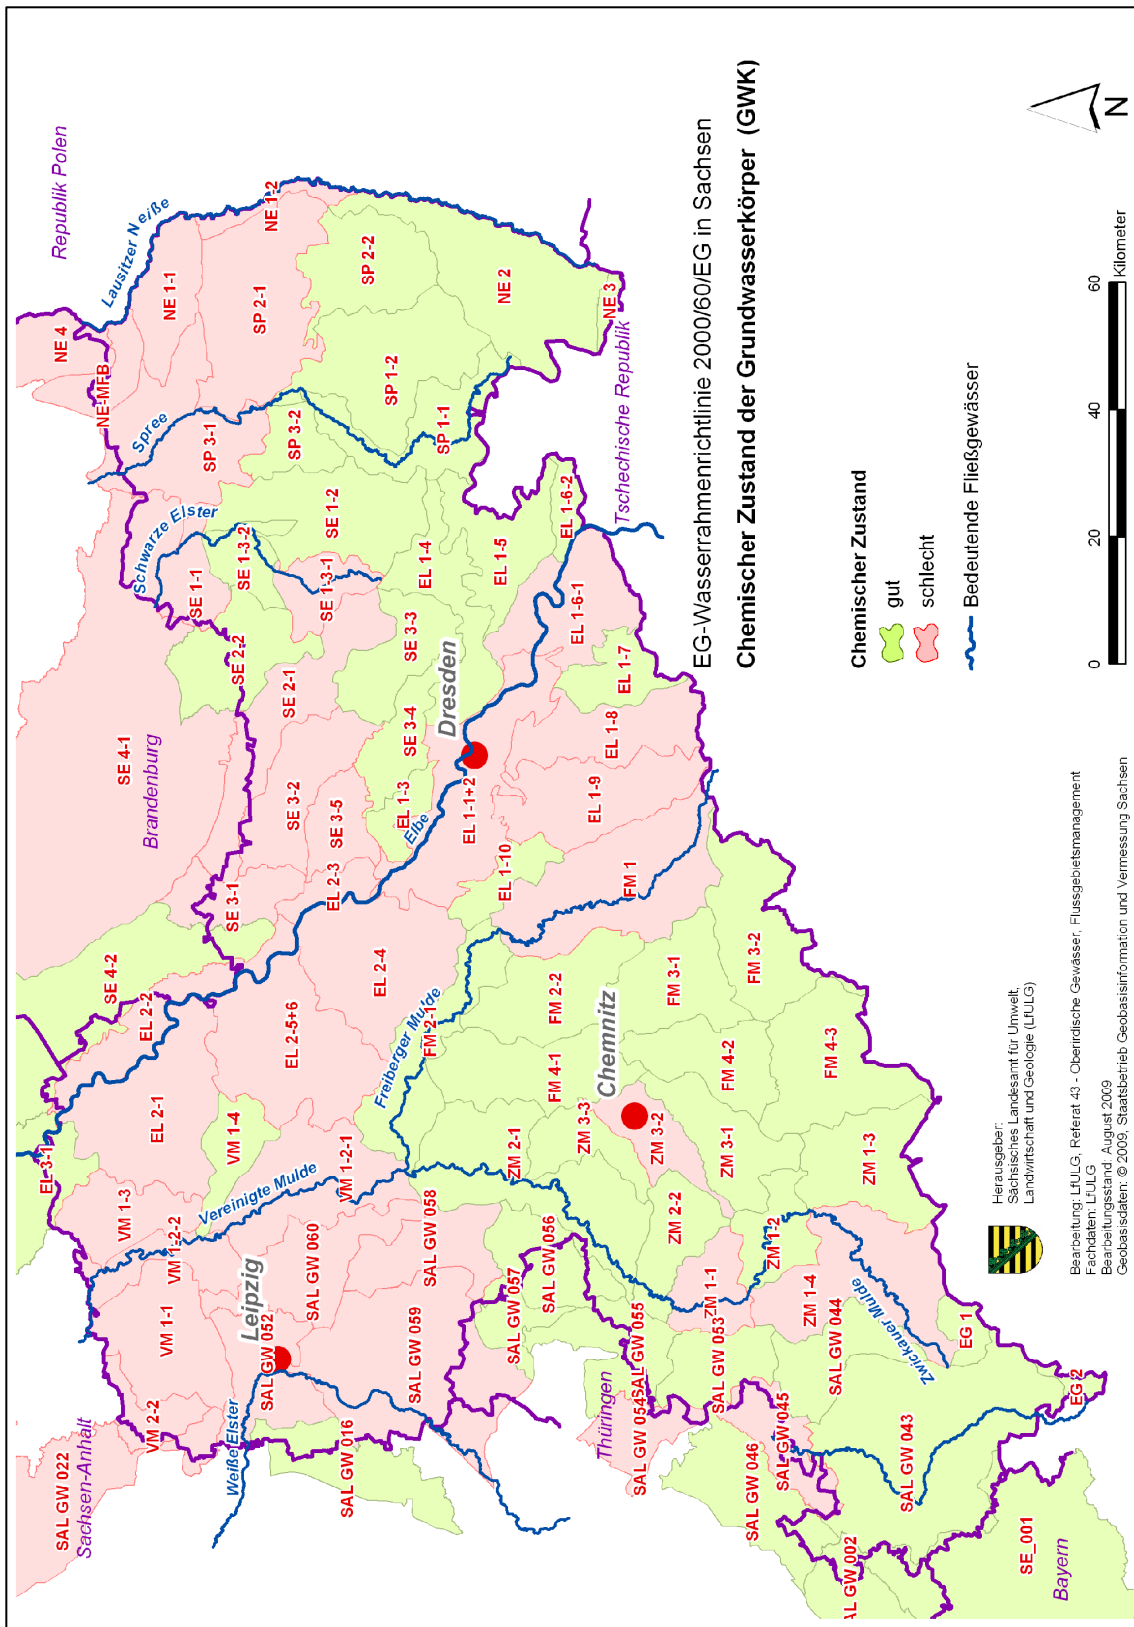 EG-Wasserrahmenrichtlinie 2000/60/EG in Sachsen
Chemischer Zustand der Grundwasserkörper (GWK)
Chemischer Zustand
gut
schlecht
Bedeutende Fließgewässer
0
20
40
60
Kilometer
N
Herausgeber:
Sächsisches Landesamt für Umwelt,
Landwirtschaft und Geologie (LfULG)
Bearbeitung: LfULG, Referat 43 - Oberirdische Gewässer, Flussgebietsmanagement
Fachdaten: LfULG
Bearbeitungsstand: August 2009
Geobasisdaten: © 2009, Staatsbetrieb Geobasisinformation und Vermessung Sachsen
Republik Polen
Tschechische Republik
Brandenburg
Sachsen-Anhalt
Thüringen
Bayern
Leipzig
Dresden
Chemnitz
Lausitzer Neiße
Spree
Schwarze Elster
Elbe
Freiberger Mulde
Vereinigte Mulde
Weiße Elster
Zwickauer Mulde
SAL GW 022
VM 2-2
VM 1-1
VM 1-2-2
VM 1-3
VM 1-4
VM 1-2-1
EL 3-1
EL 2-1
EL 2-2
EL 2-5+6
EL 2-4
EL 2-3
SE 4-2
SE 4-1
SE 3-1
SE 3-2
SE 3-5
SE 2-1
SE 2-2
SE 1-1
SE 1-3-2
SE 1-3-1
SE 1-2
SE 3-3
SE 3-4
SP 3-1
SP 3-2
SP 2-1
SP 2-2
SP 1-2
SP 1-1
NE 4
NE-MFB
NE 1-1
NE 1-2
NE 2
NE 3
EL 1-3
EL 1-1+2
EL 1-4
EL 1-5
EL 1-6-2
EL 1-6-1
EL 1-7
EL 1-8
EL 1-9
EL 1-10
FM 1
FM 2-1
FM 2-2
FM 3-1
FM 3-2
FM 4-1
FM 4-2
FM 4-3
ZM 2-1
ZM 3-3
ZM 3-2
ZM 3-1
ZM 2-2
ZM 1-1
ZM 1-2
ZM 1-3
ZM 1-4
SAL GW 052
SAL GW 060
SAL GW 058
SAL GW 059
SAL GW 016
SAL GW 057
SAL GW 056
SAL GW 055
SAL GW 054
SAL GW 053
SAL GW 044
SAL GW 045
SAL GW 046
SAL GW 043
AL GW 002
SE_001
EG 1
EG 2